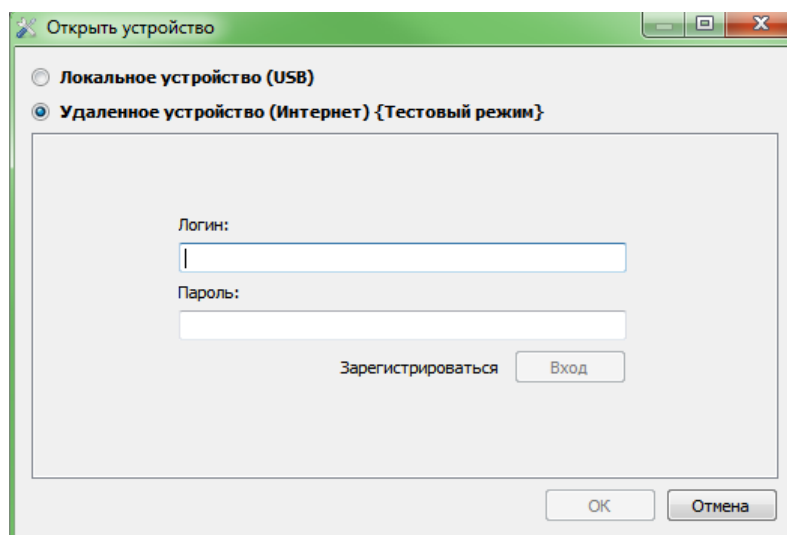 Открыть устройство
Локальное устройство (USB)
Удаленное устройство (Интернет) {Тестовый режим}
Логин:
Пароль:
Зарегистрироваться Вход
OK Отмена